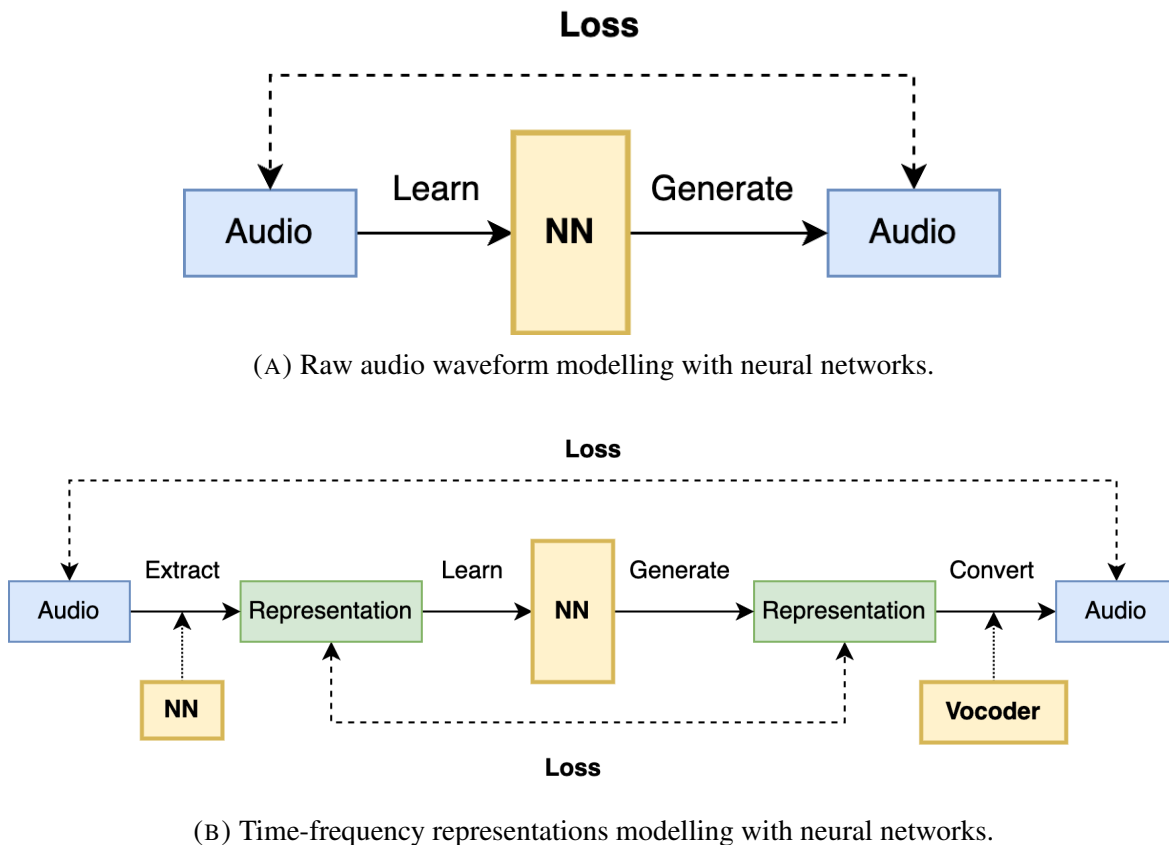 Loss
Learn
Generate
Audio
NN
Audio
(A) Raw audio waveform modelling with neural networks.
Loss
Extract
Learn
Generate
Convert
Audio
Representation
NN
Representation
Audio
NN
Vocoder
Loss
(B) Time-frequency representations modelling with neural networks.